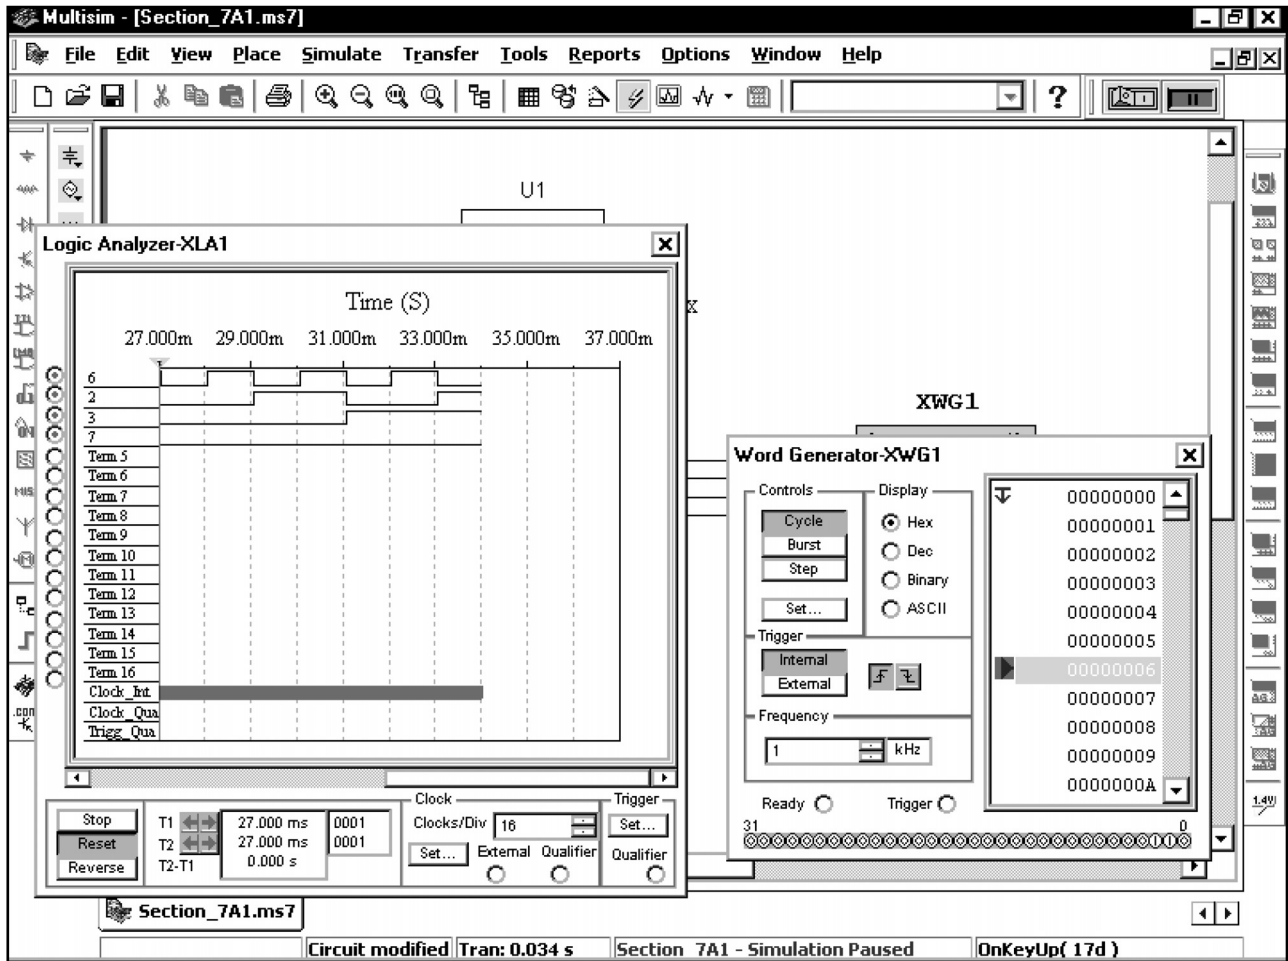 Multisim - [Section_7A1.ms7]
File Edit View Place Simulate Transfer Tools Reports Options Window Help
U1
Logic Analyzer-XLA1
x
Time (S)
27.000m 29.000m 31.000m 33.000m 35.000m 37.000m
6
2
3
7
Term 5
Term 6
Term 7
Term 8
Term 9
Term 10
Term 11
Term 12
Term 13
Term 14
Term 15
Term 16
Clock_Int
Clock_Qua
Trigg_Qua
Stop
Reset
Reverse
T1 27.000 ms 0001
T2 27.000 ms 0001
T2-T1 0.000 s
Clock
Clocks/Div 16
Set... External Qualifier
Trigger
Set...
Qualifier
XWG1
Word Generator-XWG1
Controls
Cycle
Burst
Step
Set...
Display
Hex
Dec
Binary
ASCII
Trigger
Internal
External
Frequency
1 kHz
Ready Trigger
00000000
00000001
00000002
00000003
00000004
00000005
00000006
00000007
00000008
00000009
0000000A
31 0
Section_7A1.ms7
Circuit modified Tran: 0.034 s Section 7A1 - Simulation Paused OnKeyUp( 17d )